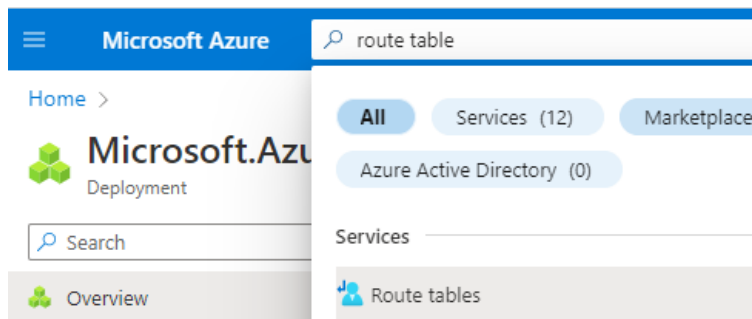 Microsoft Azure
route table
Home >
All
Services (12)
Marketplace
Microsoft.Azu
Deployment
Azure Active Directory (0)
Search
Services
Overview
Route tables